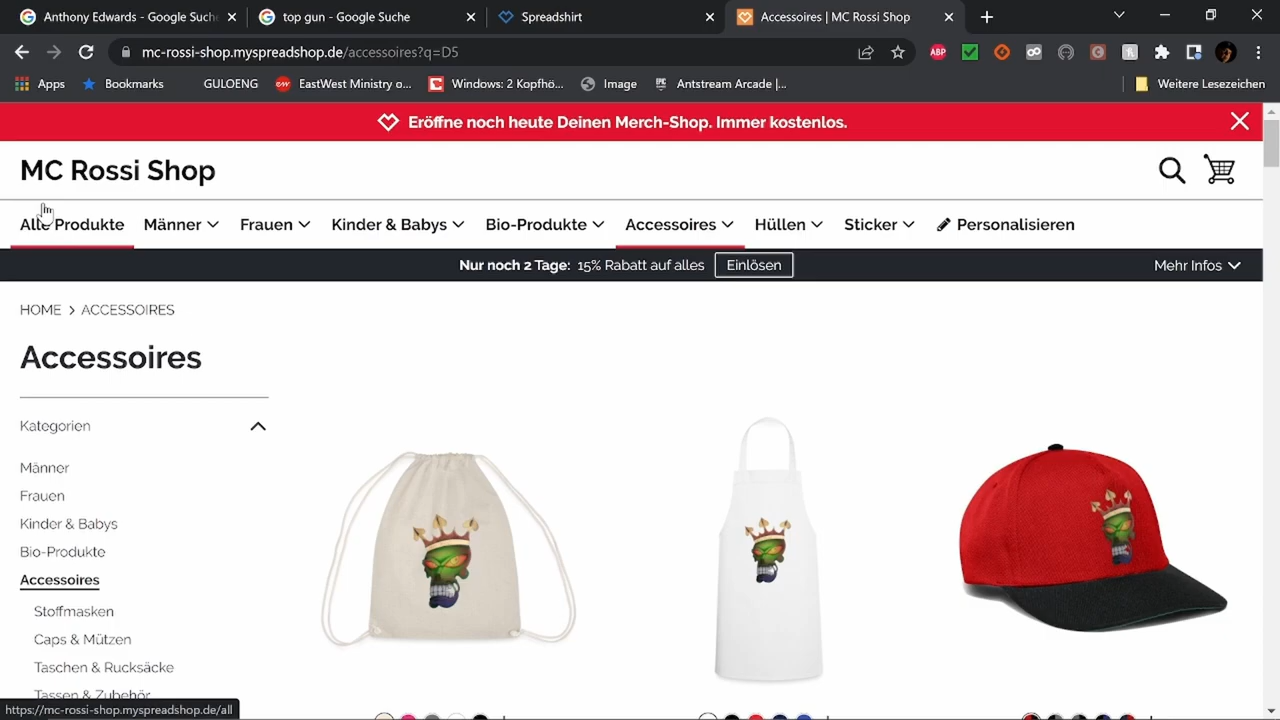 Anthony Edwards - Google Suche
top gun - Google Suche
Spreadshirt
Accessoires | MC Rossi Shop
mc-rossi-shop.myspreadshop.de/accessoires?q=D5
ABP
Apps
Bookmarks
GULOENG
EastWest Ministry o...
Windows: 2 Kopfhö...
Image
Antstream Arcade |...
Weitere Lesezeichen
Eröffne noch heute Deinen Merch-Shop. Immer kostenlos.
MC Rossi Shop
Alle Produkte
Männer
Frauen
Kinder & Babys
Bio-Produkte
Accessoires
Hüllen
Sticker
Personalisieren
Nur noch 2 Tage: 15% Rabatt auf alles
Einlösen
Mehr Infos
HOME > ACCESSOIRES
Accessoires
Kategorien
Männer
Frauen
Kinder & Babys
Bio-Produkte
Accessoires
Stoffmasken
Caps & Mützen
Taschen & Rucksäcke
Tassen & Zubehör
https://mc-rossi-shop.myspreadshop.de/all